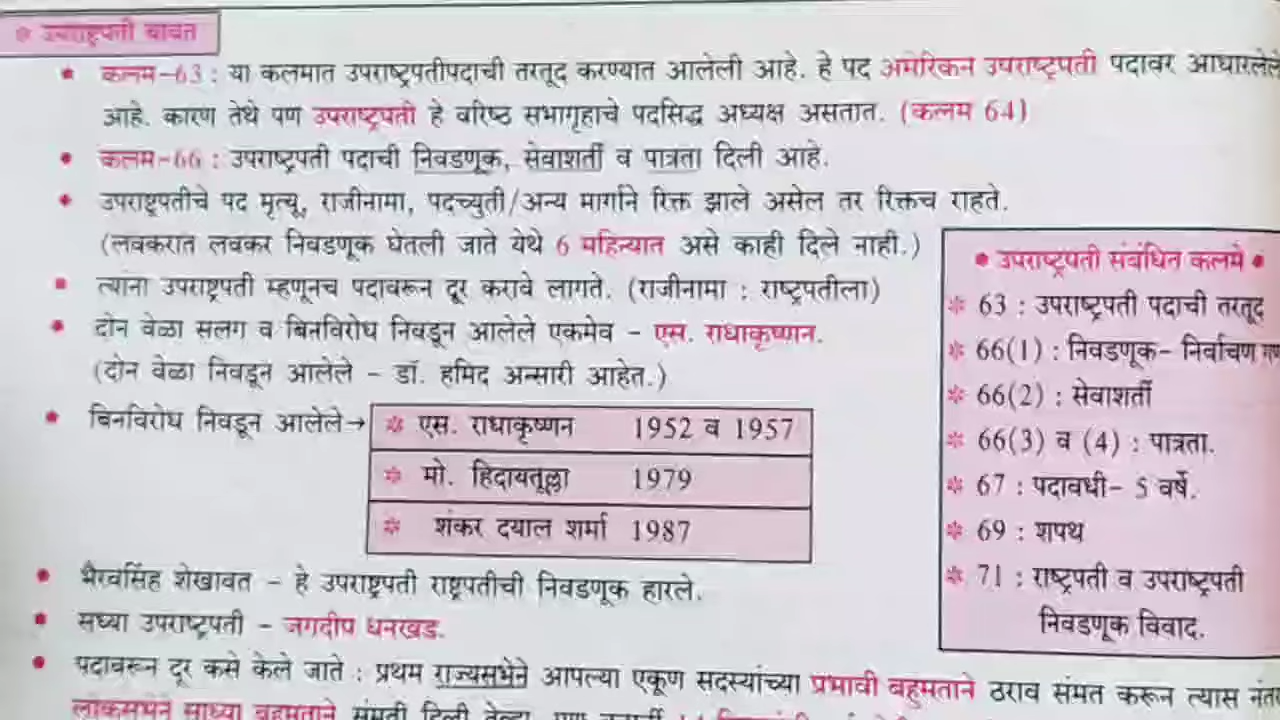 * उपराष्ट्रपती बाबत
• कलम-63 : या कलमात उपराष्ट्रपतीपदाची तरतूद करण्यात आलेली आहे. हे पद अमेरिकन उपराष्ट्रपती पदावर आधारलेले
आहे. कारण तेथे पण उपराष्ट्रपती हे वरिष्ठ सभागृहाचे पदसिद्ध अध्यक्ष असतात. (कलम 64)
• कलम-66 : उपराष्ट्रपती पदाची निवडणूक, सेवाशर्ती व पात्रता दिली आहे.
• उपराष्ट्रपतीचे पद मृत्यू, राजीनामा, पदच्युती/अन्य मार्गाने रिक्त झाले असेल तर रिक्तच राहते.
(लवकरात लवकर निवडणूक घेतली जाते येथे 6 महिन्यात असे काही दिले नाही.)
• त्यांना उपराष्ट्रपती म्हणूनच पदावरून दूर करावे लागते. (राजीनामा : राष्ट्रपतीला)
• दोन वेळा सलग व बिनविरोध निवडून आलेले एकमेव - एस. राधाकृष्णन.
(दोन वेळा निवडून आलेले - डॉ. हमिद अन्सारी आहेत.)
• बिनविरोध निवडून आलेले→
* एस. राधाकृष्णन 1952 व 1957
* मो. हिदायतूल्ला 1979
* शंकर दयाल शर्मा 1987
• भैरवसिंह शेखावत - हे उपराष्ट्रपती राष्ट्रपतीची निवडणूक हारले.
• सध्या उपराष्ट्रपती - जगदीप धनखड.
• पदावरून दूर कसे केले जाते : प्रथम राज्यसभेने आपल्या एकूण सदस्यांच्या प्रभावी बहुमताने ठराव संमत करून त्यास
लोकसभेने साध्या बहुमताने संमती दिली
• उपराष्ट्रपती संबंधित कलमे •
* 63 : उपराष्ट्रपती पदाची तरतूद
* 66(1) : निवडणूक- निर्वाचण
* 66(2) : सेवाशर्ती
* 66(3) व (4) : पात्रता.
* 67 : पदावधी- 5 वर्षे.
* 69 : शपथ
* 71 : राष्ट्रपती व उपराष्ट्रपती
निवडणूक विवाद.